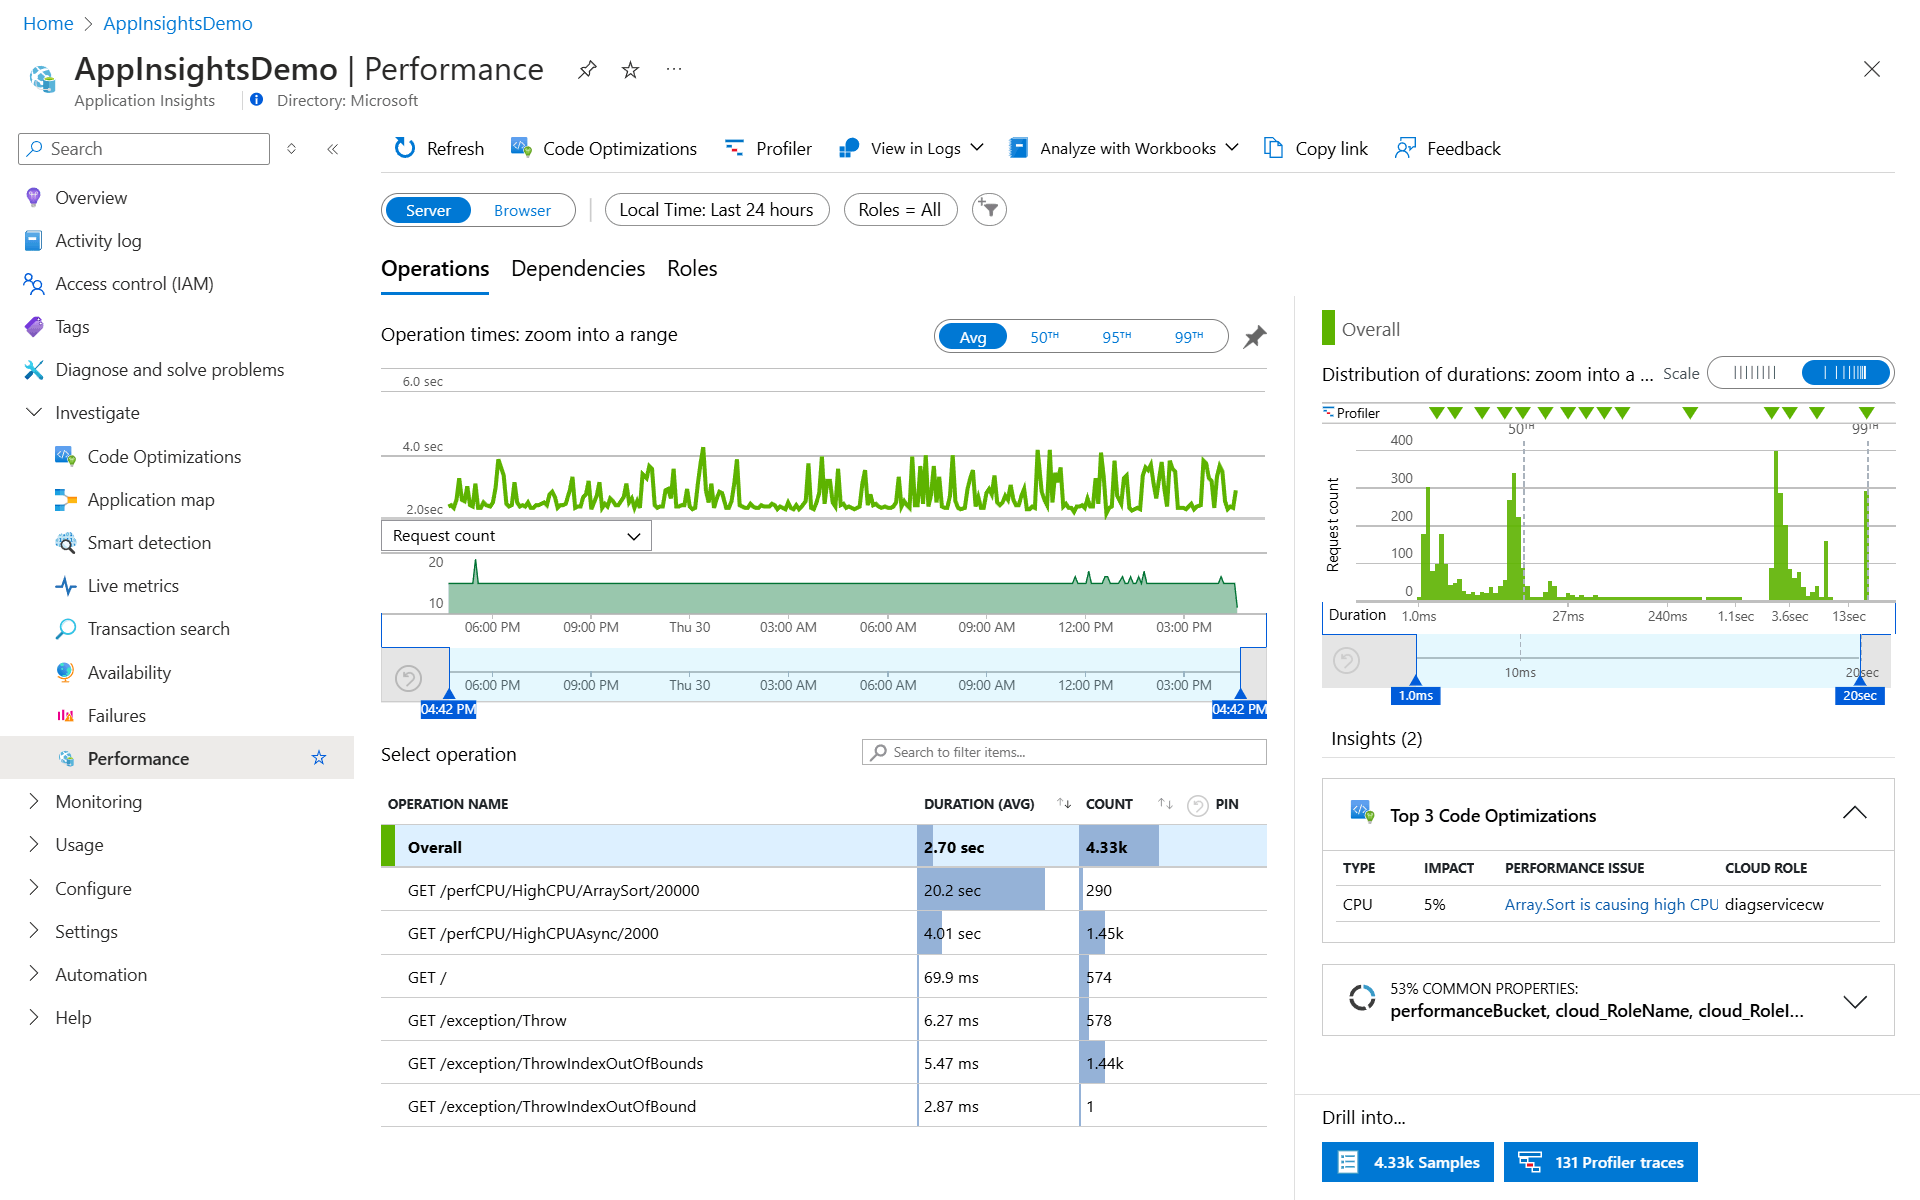 Home > AppInsightsDemo
AppInsightsDemo | Performance
Application Insights
Directory: Microsoft
Search
Overview
Activity log
Access control (IAM)
Tags
Diagnose and solve problems
Investigate
Code Optimizations
Application map
Smart detection
Live metrics
Transaction search
Availability
Failures
Performance
Monitoring
Usage
Configure
Settings
Automation
Help
Refresh
Code Optimizations
Profiler
View in Logs
Analyze with Workbooks
Copy link
Feedback
Server Browser
Local Time: Last 24 hours
Roles = All
Operations Dependencies Roles
Operation times: zoom into a range
Avg 50TH 95TH 99TH
6.0 sec
4.0 sec
2.0sec
Request count
20
10
06:00 PM 09:00 PM Thu 30 03:00 AM 06:00 AM 09:00 AM 12:00 PM 03:00 PM
06:00 PM 09:00 PM Thu 30 03:00 AM 06:00 AM 09:00 AM 12:00 PM 03:00 PM
04:42 PM 04:42 PM
Select operation
Search to filter items...
OPERATION NAME DURATION (AVG) COUNT PIN
Overall 2.70 sec 4.33k
GET /perfCPU/HighCPU/ArraySort/20000 20.2 sec 290
GET /perfCPU/HighCPUAsync/2000 4.01 sec 1.45k
GET / 69.9 ms 574
GET /exception/Throw 6.27 ms 578
GET /exception/ThrowIndexOutOfBounds 5.47 ms 1.44k
GET /exception/ThrowIndexOutOfBound 2.87 ms 1
Overall
Distribution of durations: zoom into a ... Scale
Profiler
50TH 99TH
Request count
400
300
200
100
0
Duration 1.0ms 27ms 240ms 1.1sec 3.6sec 13sec
10ms 20sec
1.0ms 20sec
Insights (2)
Top 3 Code Optimizations
TYPE IMPACT PERFORMANCE ISSUE CLOUD ROLE
CPU 5% Array.Sort is causing high CPU diagservicecw
53% COMMON PROPERTIES:
performanceBucket, cloud_RoleName, cloud_RoleI...
Drill into...
4.33k Samples
131 Profiler traces